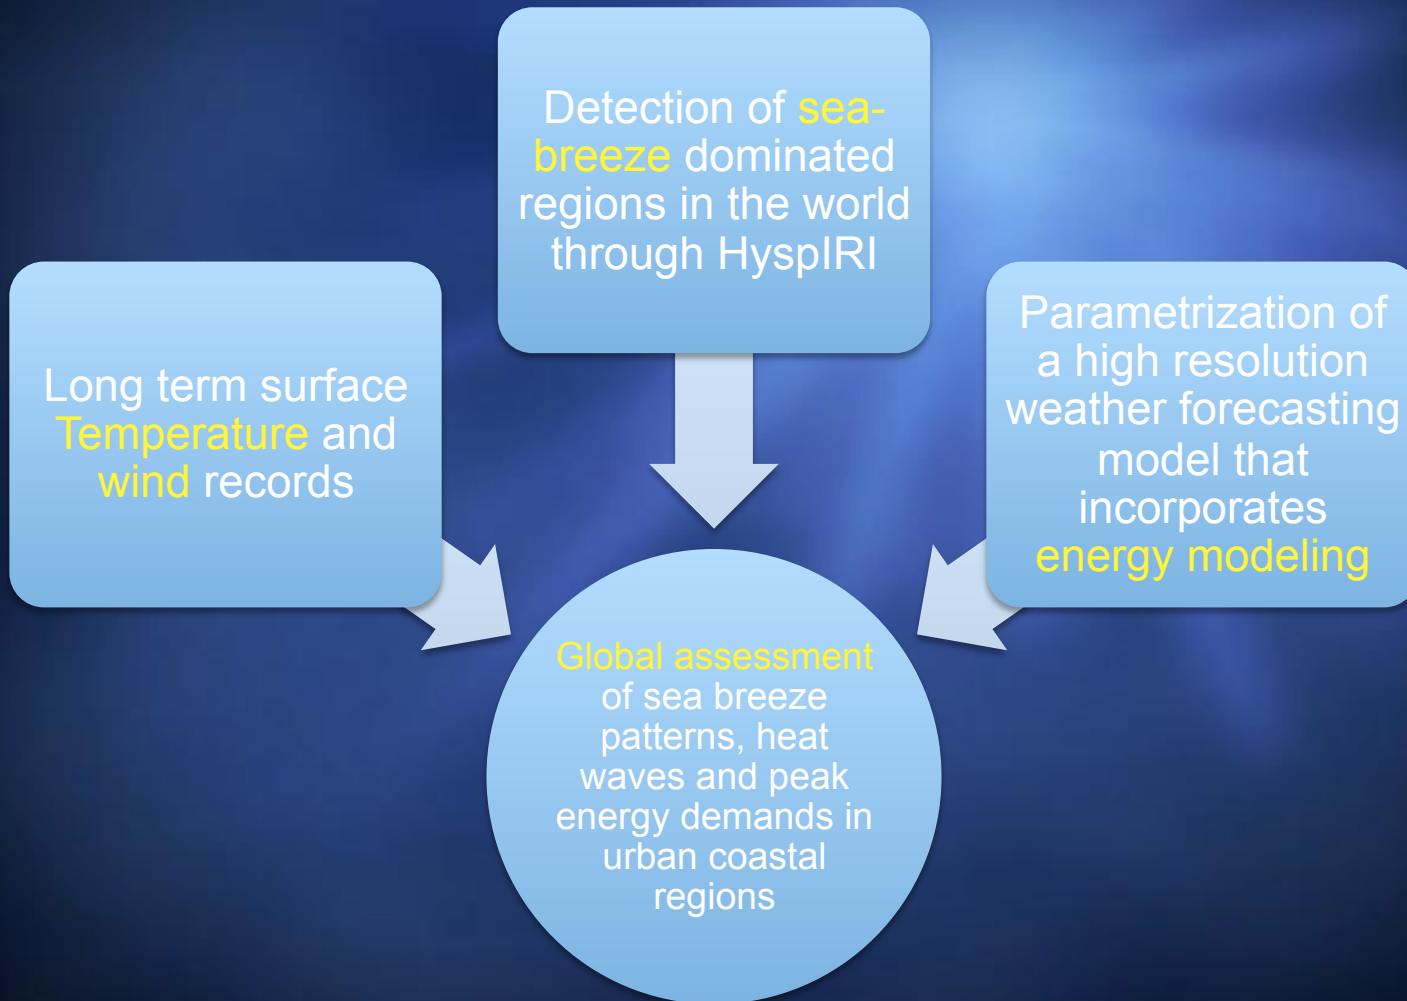 Detection of sea-
breeze dominated
regions in the world
through HyspIRI
Long term surface
Temperature and
wind records
Parametrization of
a high resolution
weather forecasting
model that
incorporates
energy modeling
Global assessment
of sea breeze
patterns, heat
waves and peak
energy demands in
urban coastal
regions